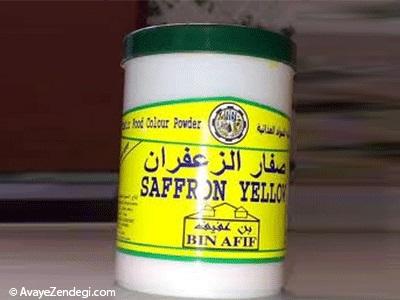 Food Colour Powder
صفار الزعفران
SAFFRON YELLOW
بن عفيف
BIN AFIF
© AvayeZendegi.com